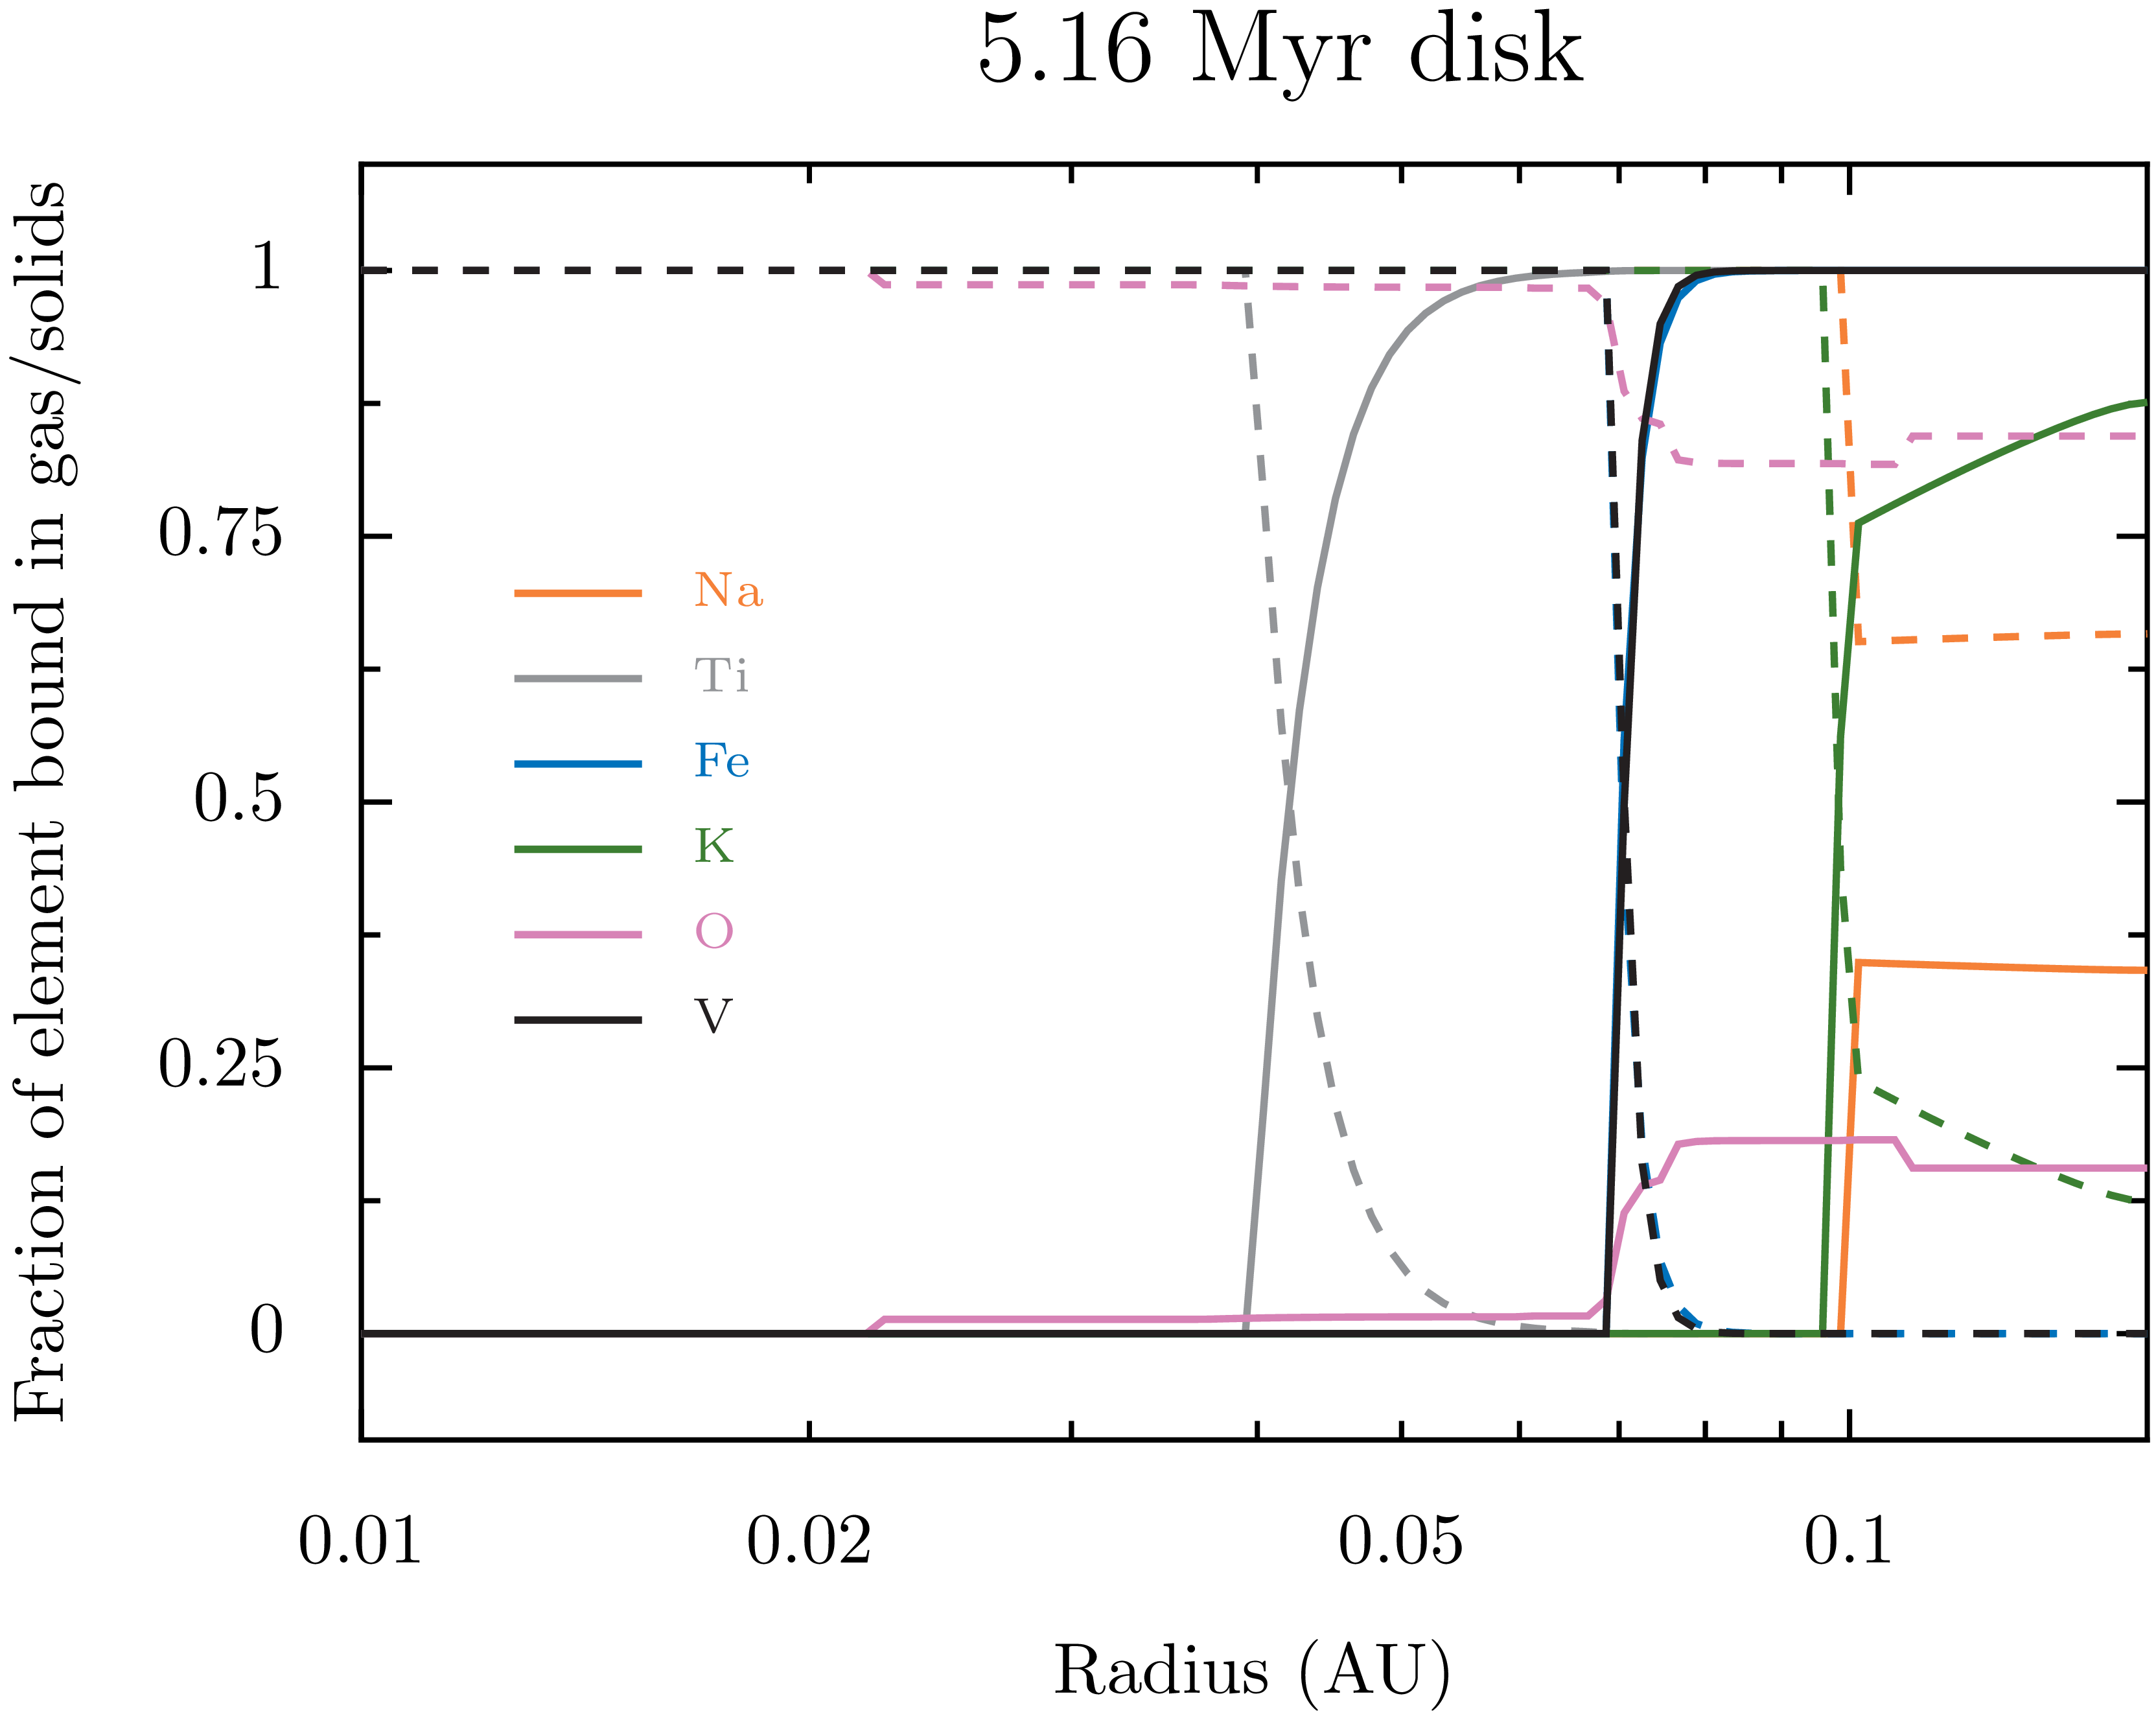 5.16 Myr disk
Fraction of element bound in gas/solids
1
0.75
0.5
0.25
0
Na
Ti
Fe
K
O
V
0.01 0.02 0.05 0.1
Radius (AU)